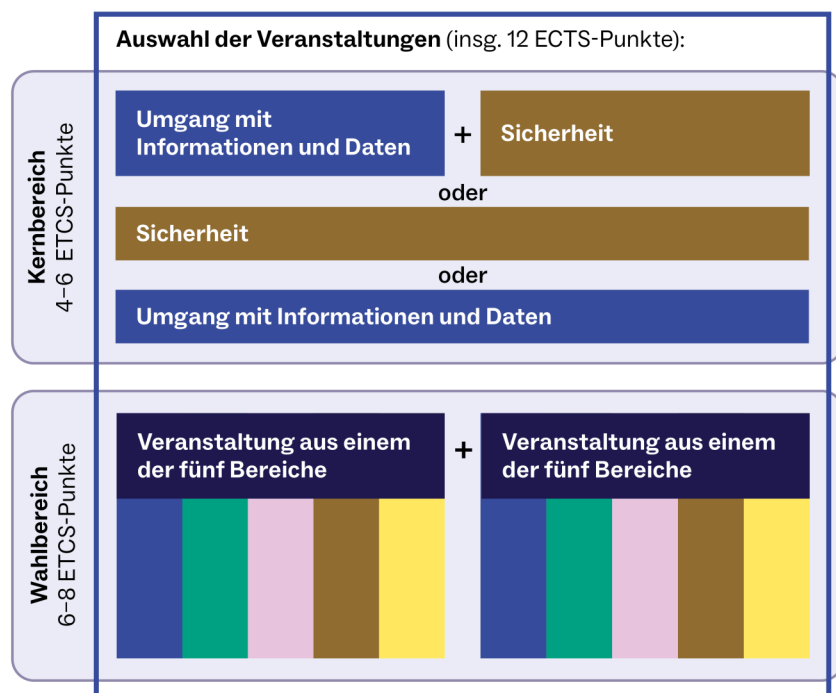 Auswahl der Veranstaltungen (insg. 12 ECTS-Punkte):
Kernbereich
4–6 ETCS-Punkte
Umgang mit
Informationen und Daten
+
Sicherheit
oder
Sicherheit
oder
Umgang mit Informationen und Daten
Wahlbereich
6–8 ETCS-Punkte
Veranstaltung aus einem
der fünf Bereiche
+
Veranstaltung aus einem
der fünf Bereiche